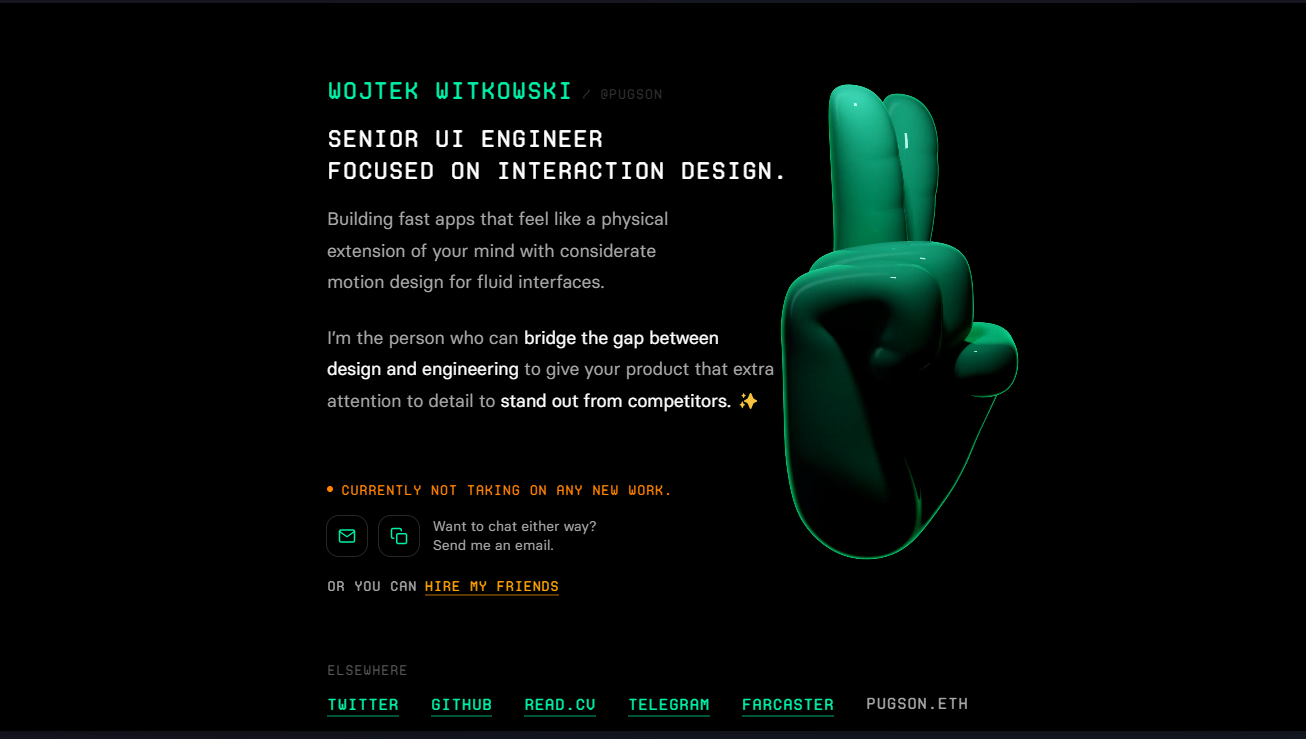 WOJTEK WITKOWSKI / @PUGSON
SENIOR UI ENGINEER
FOCUSED ON INTERACTION DESIGN.
Building fast apps that feel like a physical
extension of your mind with considerate
motion design for fluid interfaces.
I'm the person who can bridge the gap between
design and engineering to give your product that extra
attention to detail to stand out from competitors. ✨
• CURRENTLY NOT TAKING ON ANY NEW WORK.
Want to chat either way?
Send me an email.
OR YOU CAN HIRE MY FRIENDS
ELSEWHERE
TWITTER GITHUB READ.CV TELEGRAM FARCASTER PUGSON.ETH